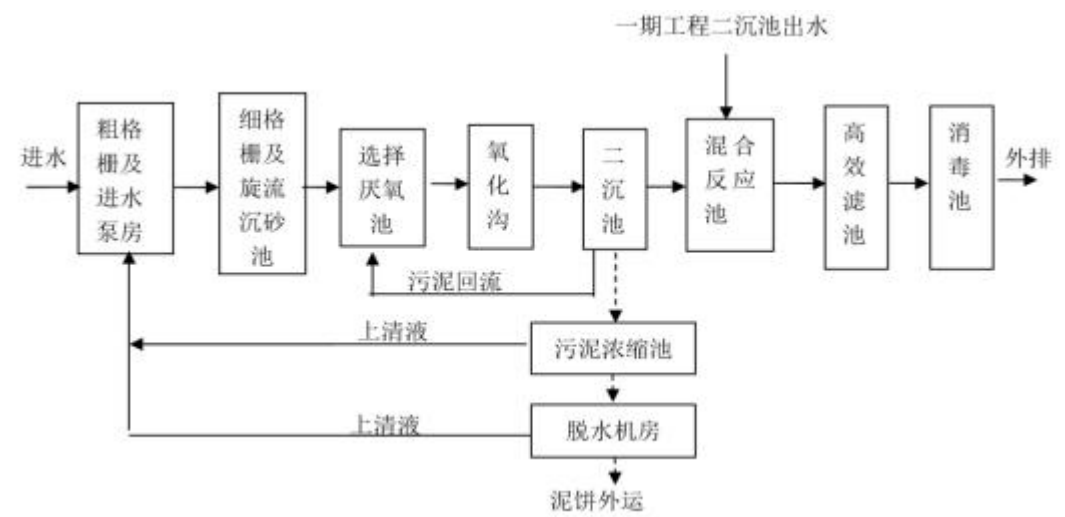 一期工程二沉池出水
进水
粗格
栅及
进水
泵房
细格
栅及
旋流
沉砂
池
选择
厌氧
池
氧
化
沟
二
沉
池
混合
反应
池
高
效
滤
池
消
毒
池
外排
污泥回流
上清液
污泥浓缩池
上清液
脱水机房
泥饼外运